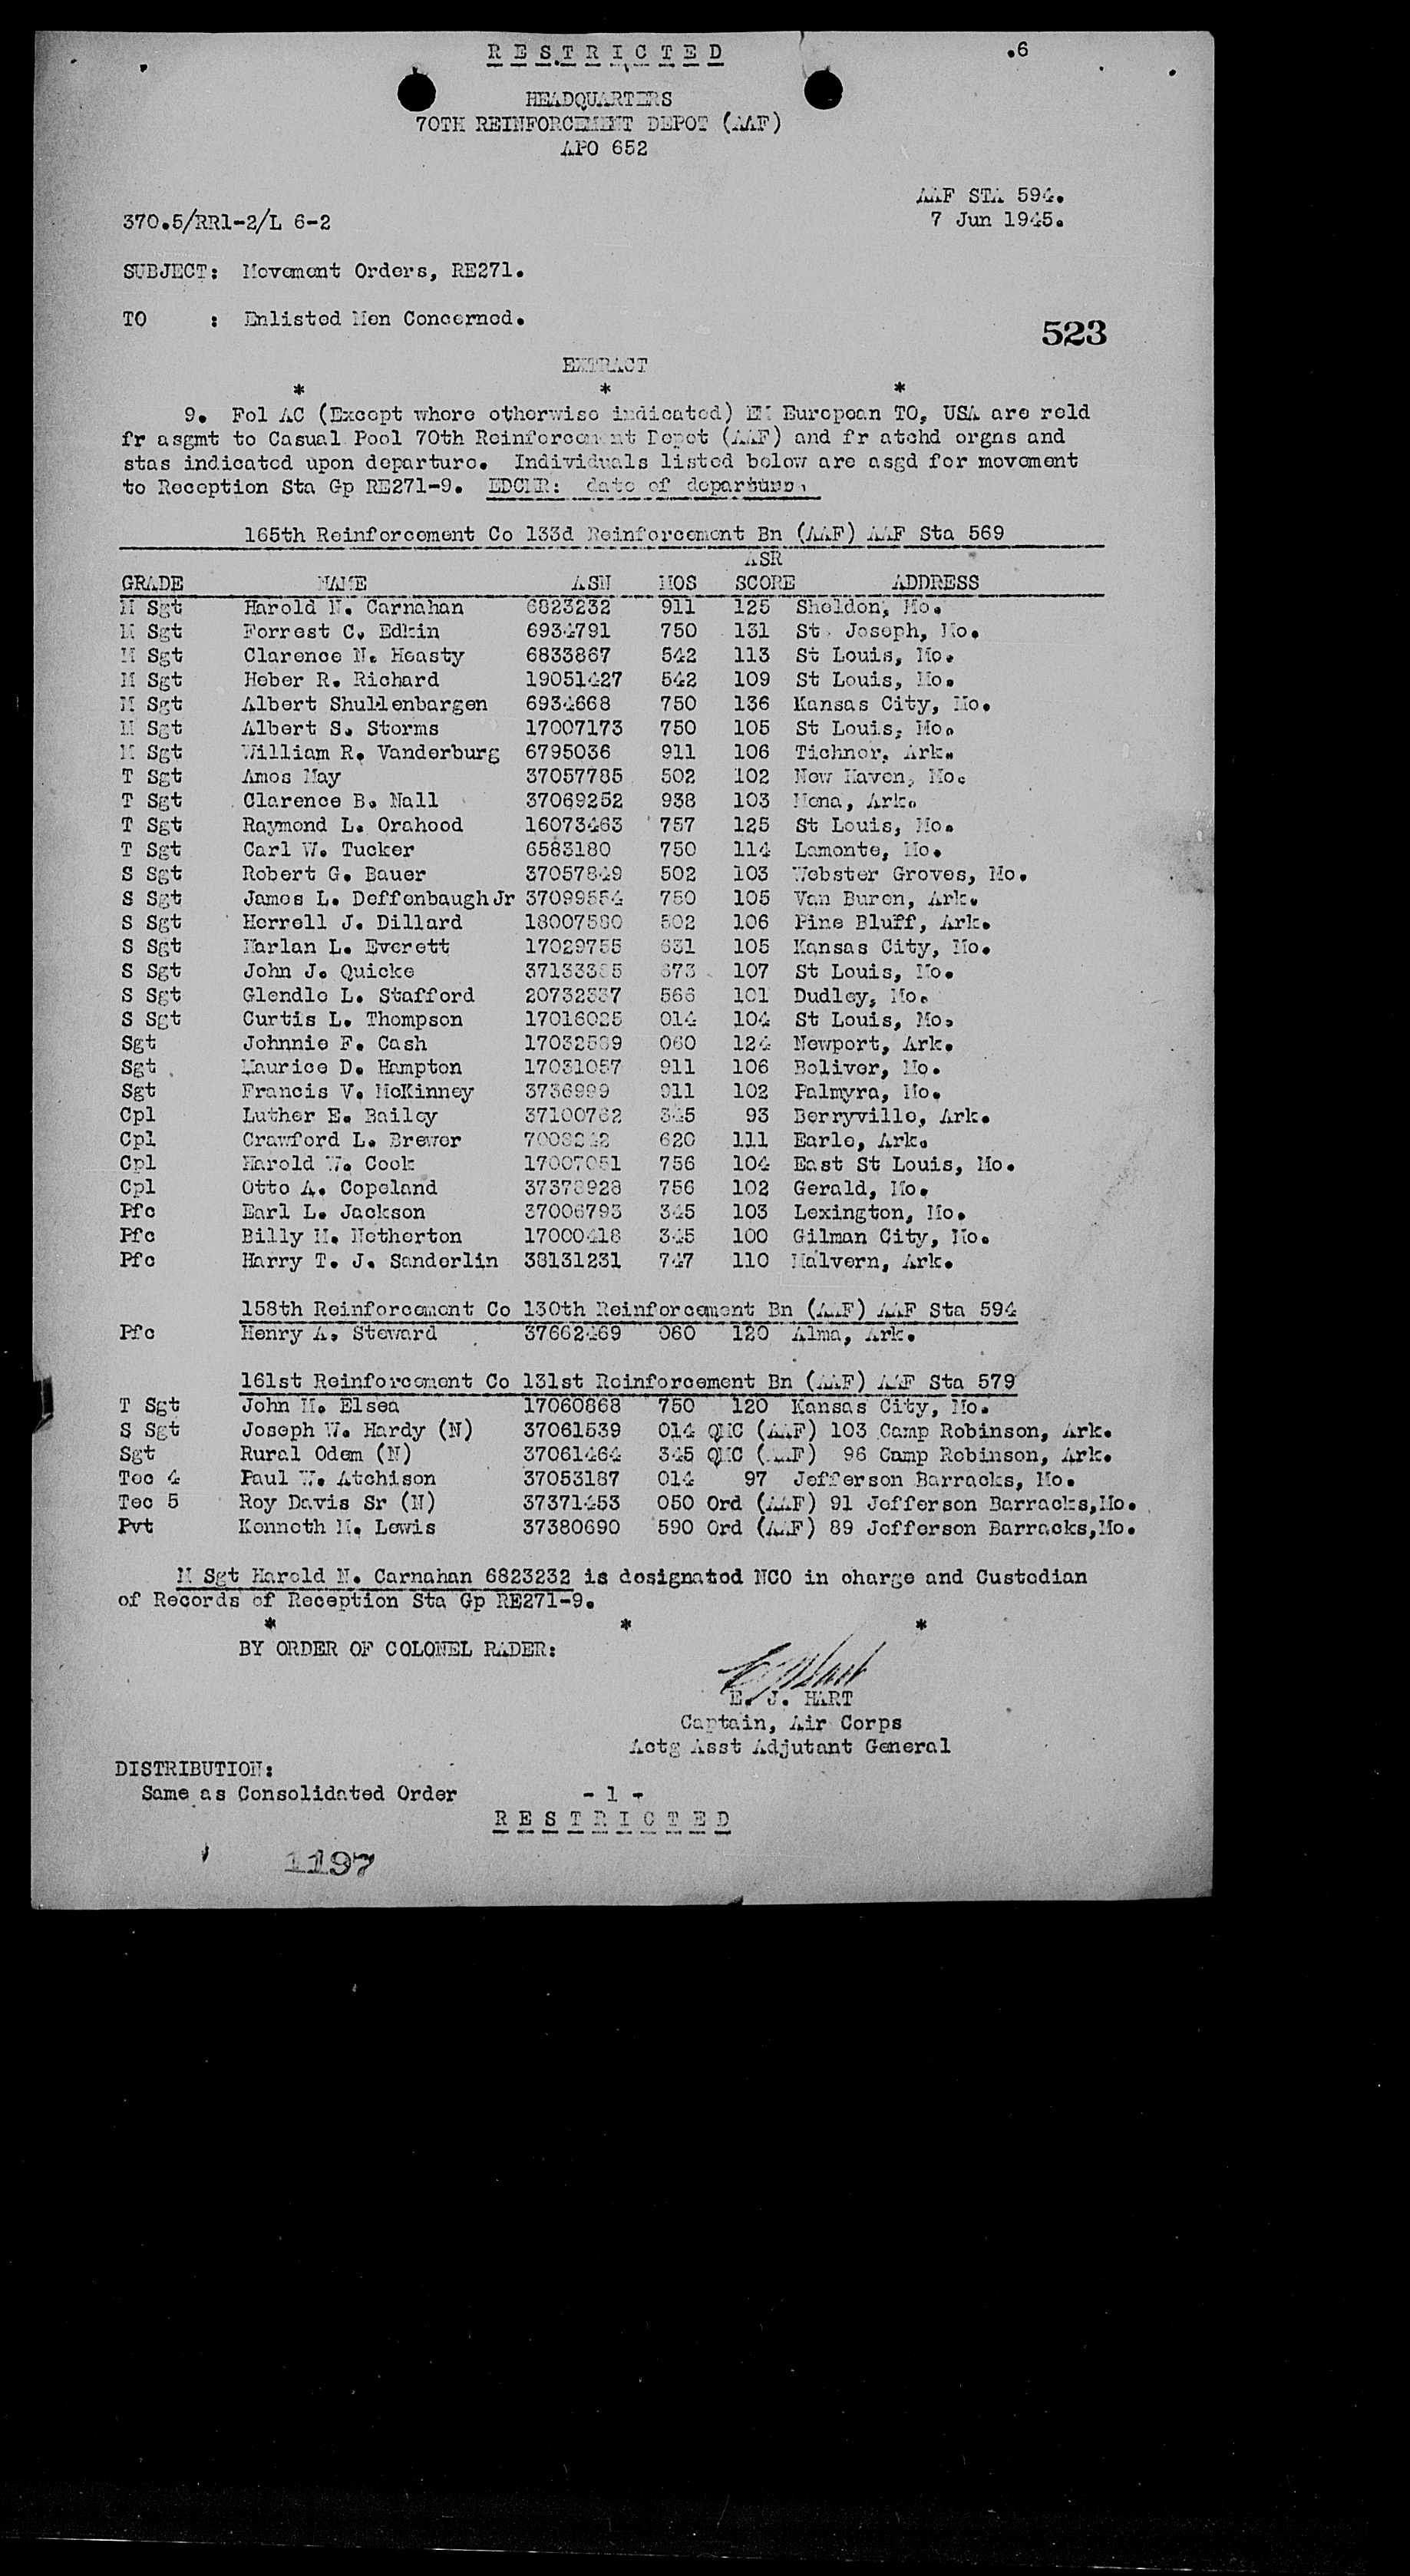 RESTRICTED
.6
HEADQUARTERS
70TH REINFORCEMENT DEPOT (AAF)
APO 652
AAF STA 594.
370.5/RR1-2/L 6-2 7 Jun 1945.
SUBJECT: Movement Orders, RE271.
TO : Enlisted Men Concerned.
523
EXTRACT
* * *
9. Fol AC (Except where otherwise indicated) EM European TO, USA are reld
fr asgmt to Casual Pool 70th Reinforcement Depot (AAF) and fr atchd orgns and
stas indicated upon departure. Individuals listed below are asgd for movement
to Reception Sta Gp RE271-9. EDCMR: date of departure.
165th Reinforcement Co 133d Reinforcement Bn (AAF) AAF Sta 569
ASR
GRADE NAME ASN MOS SCORE ADDRESS
M Sgt Harold N. Carnahan 6823232 911 125 Sheldon, Mo.
M Sgt Forrest C. Edkin 6934791 750 131 St. Joseph, Mo.
M Sgt Clarence N. Heasty 6833867 542 113 St Louis, Mo.
M Sgt Heber R. Richard 19051427 542 109 St Louis, Mo.
M Sgt Albert Shullenbargen 6934668 750 136 Kansas City, Mo.
M Sgt Albert S. Storms 17007173 750 105 St Louis, Mo.
M Sgt William R. Vanderburg 6795036 911 106 Tichnor, Ark.
T Sgt Amos May 37057785 502 102 New Haven, Mo.
T Sgt Clarence B. Nall 37069252 938 103 Mena, Ark.
T Sgt Raymond L. Orahood 16073463 757 125 St Louis, Mo.
T Sgt Carl W. Tucker 6583180 750 114 Lamonte, Mo.
S Sgt Robert G. Bauer 37057849 502 103 Webster Groves, Mo.
S Sgt James L. Deffenbaugh Jr 37099554 750 105 Van Buren, Ark.
S Sgt Herrell J. Dillard 18007580 502 106 Pine Bluff, Ark.
S Sgt Harlan L. Everett 17029755 631 105 Kansas City, Mo.
S Sgt John J. Quicke 673 107 St Louis, Mo.
S Sgt Glendle L. Stafford 20732337 566 101 Dudley, Mo.
S Sgt Curtis L. Thompson 17016025 014 104 St Louis, Mo.
Sgt Johnnie F. Cash 17032589 060 124 Newport, Ark.
Sgt Maurice D. Hampton 17031057 911 106 Boliver, Mo.
Sgt Francis V. McKinney 3736999 911 102 Palmyra, Mo.
Cpl Luther E. Bailey 37100762 345 93 Berryville, Ark.
Cpl Crawford L. Brewer 620 111 Earle, Ark.
Cpl Harold W. Cook 17007051 756 104 East St Louis, Mo.
Cpl Otto A. Copeland 37378928 756 102 Gerald, Mo.
Pfc Earl L. Jackson 37006793 345 103 Lexington, Mo.
Pfc Billy M. Netherton 17000418 345 100 Gilman City, Mo.
Pfc Harry T. J. Sanderlin 38131231 747 110 Malvern, Ark.
158th Reinforcement Co 130th Reinforcement Bn (AAF) AAF Sta 594
Pfc Henry A. Steward 37662469 060 120 Alma, Ark.
161st Reinforcement Co 131st Reinforcement Bn (AAF) AAF Sta 579
T Sgt John M. Elsea 17060868 750 120 Kansas City, Mo.
S Sgt Joseph W. Hardy (N) 37061539 014 QMC (AAF) 103 Camp Robinson, Ark.
Sgt Rural Odem (N) 37061464 345 QMC (AAF) 96 Camp Robinson, Ark.
Tec 4 Paul W. Atchison 37053187 014 97 Jefferson Barracks, Mo.
Tec 5 Roy Davis Sr (N) 37371453 050 Ord (AAF) 91 Jefferson Barracks,Mo.
Pvt Kenneth M. Lewis 37380690 590 Ord (AAF) 89 Jefferson Barracks,Mo.
M Sgt Harold N. Carnahan 6823232 is designated NCO in charge and Custodian
of Records of Reception Sta Gp RE271-9.
* * *
BY ORDER OF COLONEL RADER:
E. J. HART
Captain, Air Corps
Actg Asst Adjutant General
DISTRIBUTION:
Same as Consolidated Order - 1 -
RESTRICTED
1197